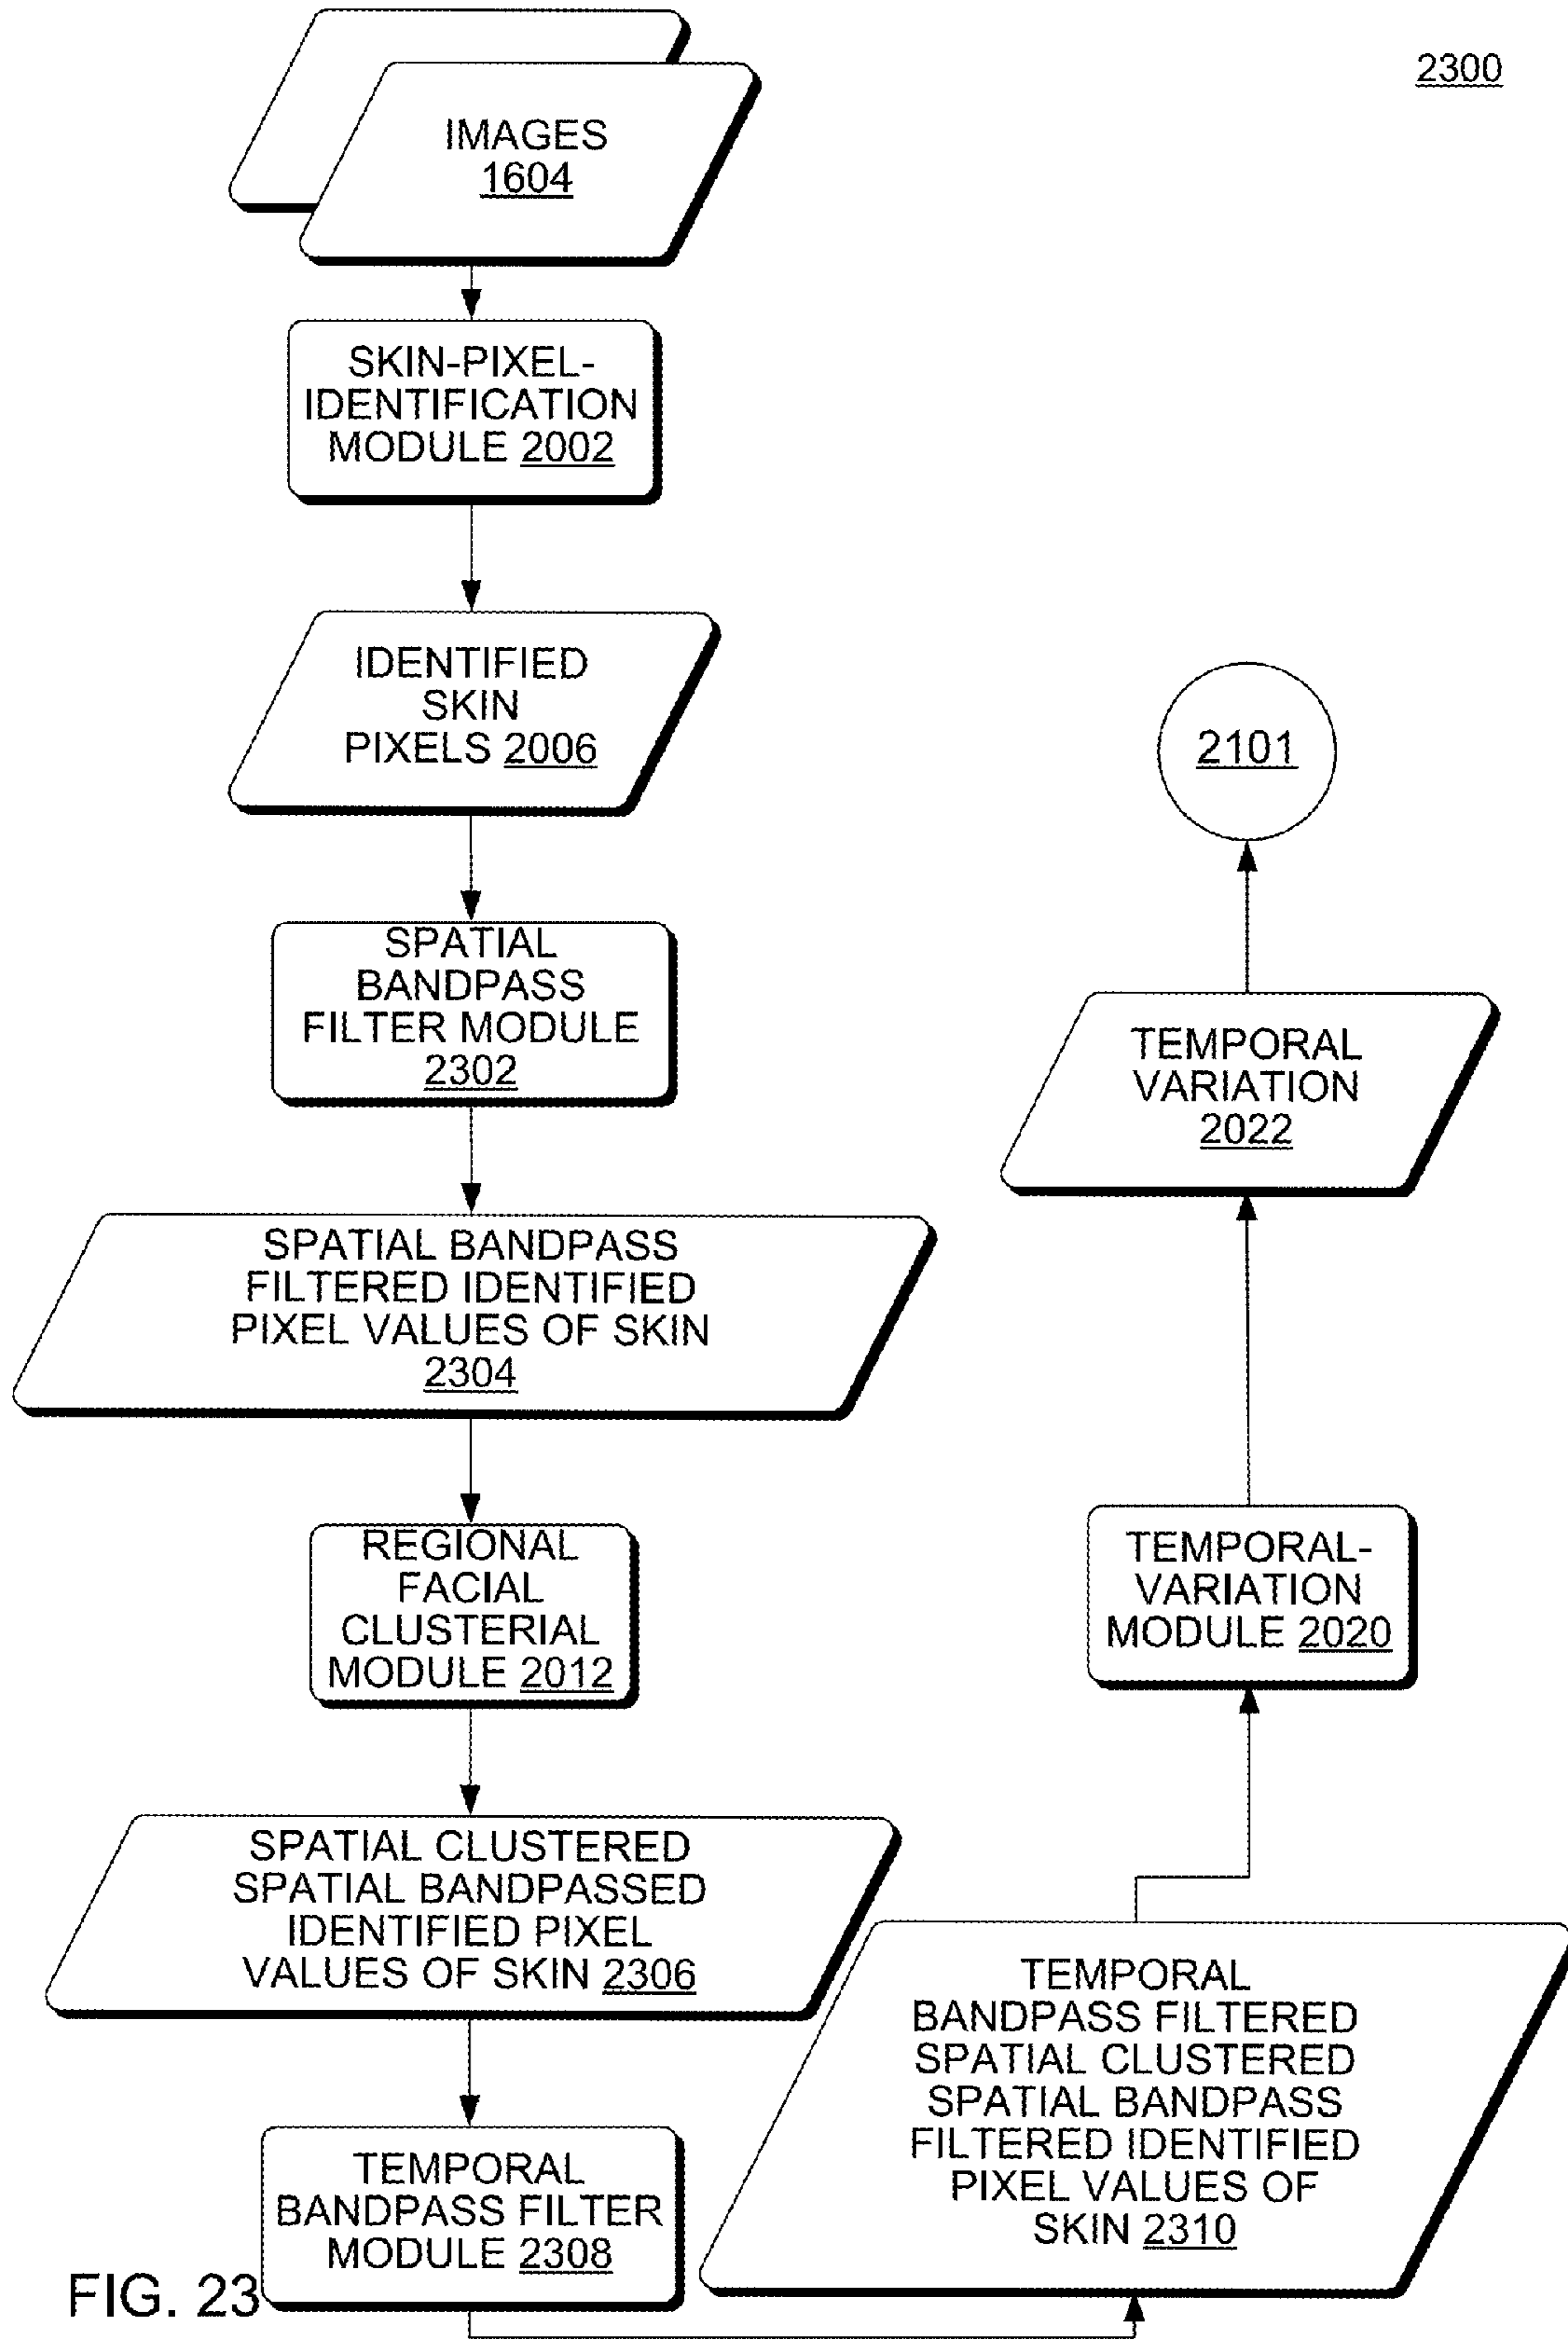 2300
IMAGES
1604
SKIN-PIXEL-
IDENTIFICATION
MODULE 2002
IDENTIFIED
SKIN
PIXELS 2006
SPATIAL
BANDPASS
FILTER MODULE
2302
SPATIAL BANDPASS
FILTERED IDENTIFIED
PIXEL VALUES OF SKIN
2304
REGIONAL
FACIAL
CLUSTERIAL
MODULE 2012
SPATIAL CLUSTERED
SPATIAL BANDPASSED
IDENTIFIED PIXEL
VALUES OF SKIN 2306
TEMPORAL
BANDPASS FILTER
MODULE 2308
TEMPORAL
BANDPASS FILTERED
SPATIAL CLUSTERED
SPATIAL BANDPASS
FILTERED IDENTIFIED
PIXEL VALUES OF
SKIN 2310
TEMPORAL-
VARIATION
MODULE 2020
TEMPORAL
VARIATION
2022
2101
FIG. 23